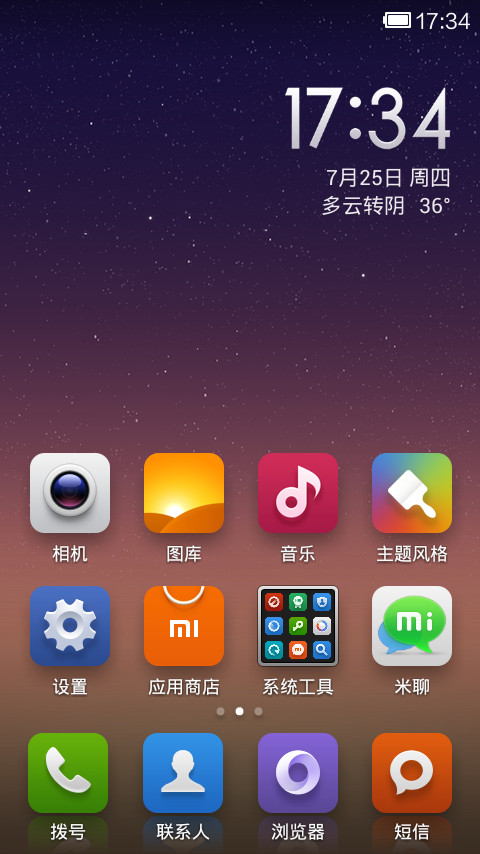 17:34
17:34
7月25日 周四
多云转阴 36°
相机 图库 音乐 主题风格
mi mi
设置 应用商店 系统工具 米聊
拨号 联系人 浏览器 短信